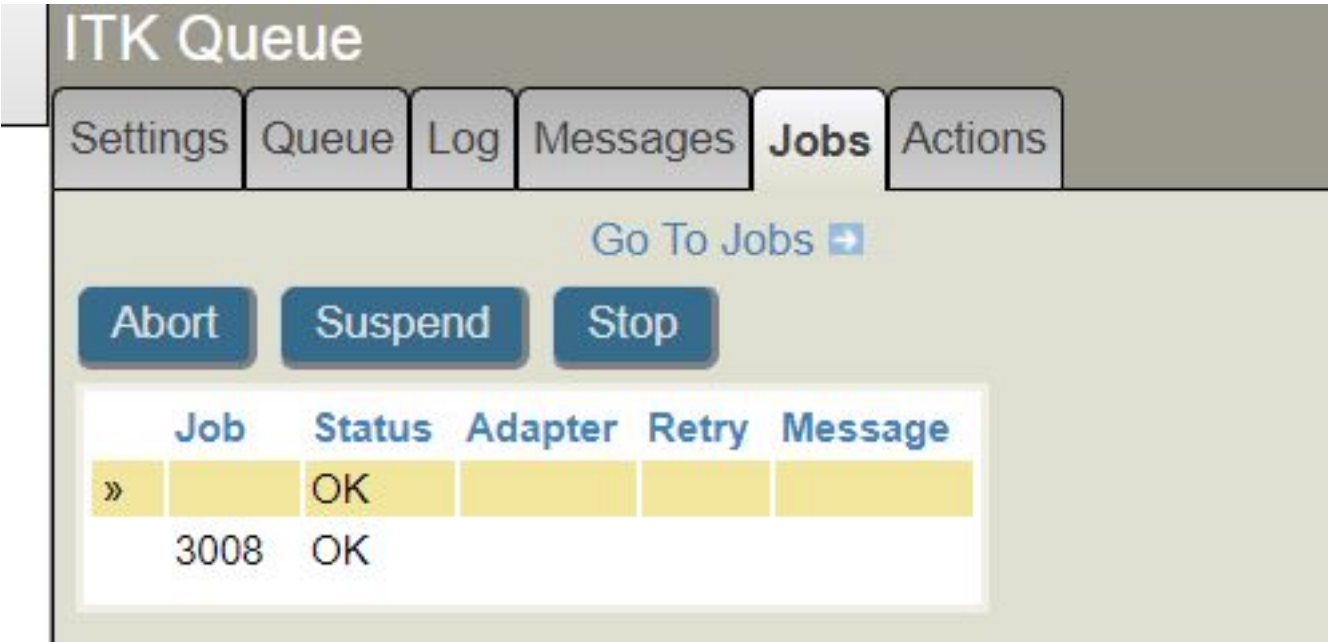 ITK Queue
Settings Queue Log Messages Jobs Actions
Go To Jobs
Abort Suspend Stop
Job Status Adapter Retry Message
» OK
3008 OK